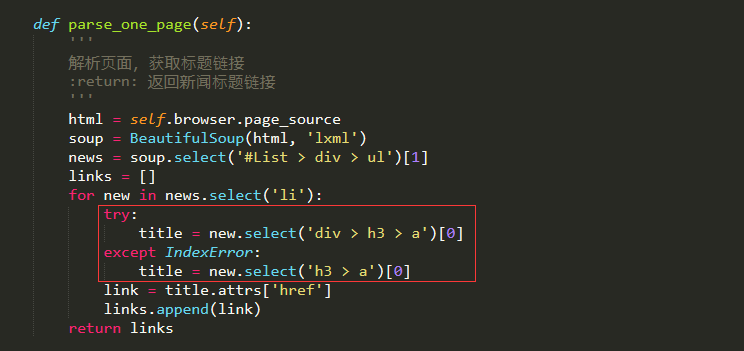 def parse_one_page(self):
    '''
    解析页面，获取标题链接
    :return: 返回新闻标题链接
    '''
    html = self.browser.page_source
    soup = BeautifulSoup(html, 'lxml')
    news = soup.select('#List > div > ul')[1]
    links = []
    for new in news.select('li'):
        try:
            title = new.select('div > h3 > a')[0]
        except IndexError:
            title = new.select('h3 > a')[0]
        link = title.attrs['href']
        links.append(link)
    return links